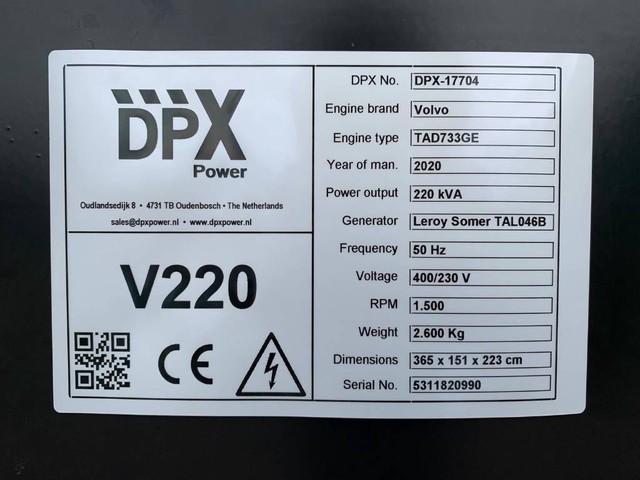 DPX
Power
Oudlandsedijk 8 • 4731 TB Oudenbosch • The Netherlands
sales@dpxpower.nl • www.dpxpower.nl
V220
CE
DPX No. DPX-17704
Engine brand Volvo
Engine type TAD733GE
Year of man. 2020
Power output 220 kVA
Generator Leroy Somer TAL046B
Frequency 50 Hz
Voltage 400/230 V
RPM 1.500
Weight 2.600 Kg
Dimensions 365 x 151 x 223 cm
Serial No. 5311820990